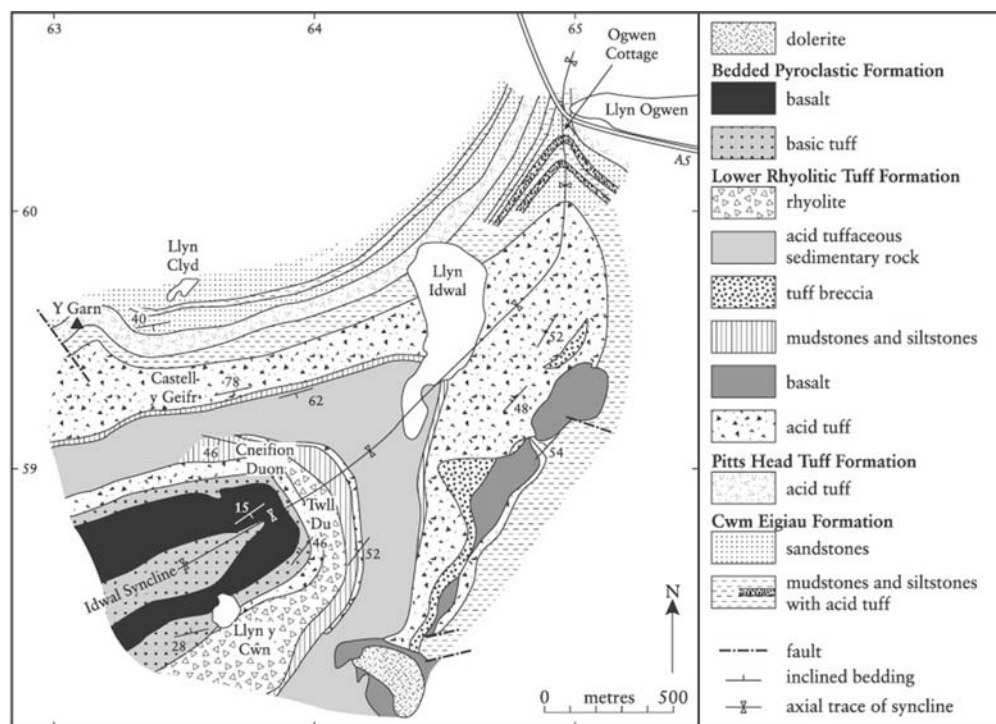 63
64
65
Ogwen
Cottage
Llyn Ogwen
A5
60
Llyn
Clyd
Llyn
Idwal
Y Garn
40
52
Castell
y Geifr
78
62
48
54
59
46
Cneifion
Duon
Twll
Du
15
46
52
Idwal Syncline
Llyn y
Cwn
28
N
0 metres 500
dolerite
Bedded Pyroclastic Formation
basalt
basic tuff
Lower Rhyolitic Tuff Formation
rhyolite
acid tuffaceous
sedimentary rock
tuff breccia
mudstones and siltstones
basalt
acid tuff
Pitts Head Tuff Formation
acid tuff
Cwm Eigiau Formation
sandstones
mudstones and siltstones
with acid tuff
fault
inclined bedding
axial trace of syncline